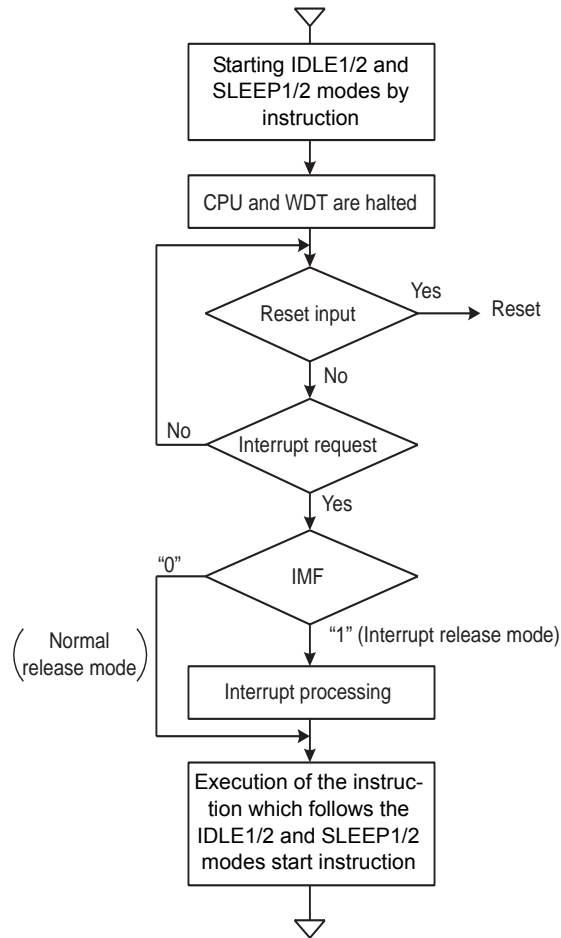 Starting IDLE1/2 and
SLEEP1/2 modes by
instruction
CPU and WDT are halted
Reset input
Yes
Reset
No
Interrupt request
No
Yes
IMF
“0”
“1” (Interrupt release mode)
Normal
release mode
Interrupt processing
Execution of the instruc-
tion which follows the
IDLE1/2 and SLEEP1/2
modes start instruction